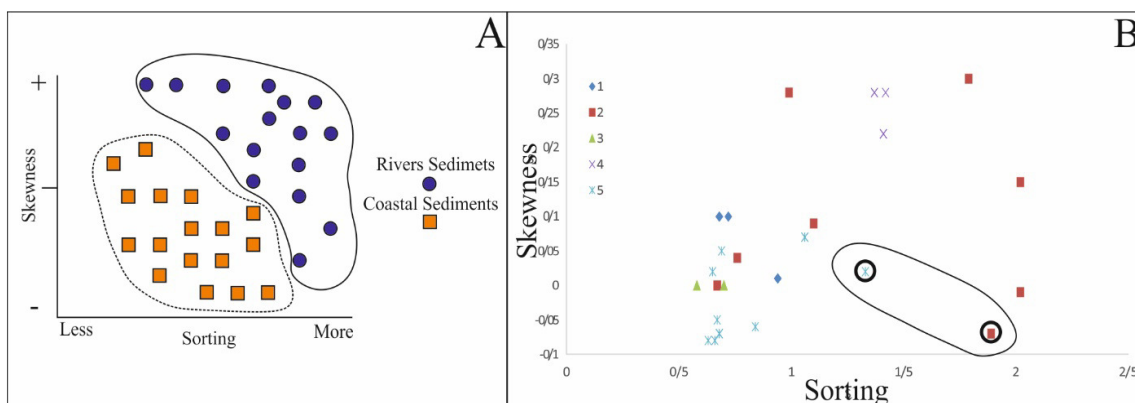 A
+
Skewness
-
Less
Sorting
More
Rivers Sedimets
Coastal Sediments
B
0/35
0/3
0/25
0/2
0/15
0/1
0/05
0
-0/05
-0/1
Skewness
1
2
3
4
5
0
0/5
1
1/5
2
2/5
Sorting